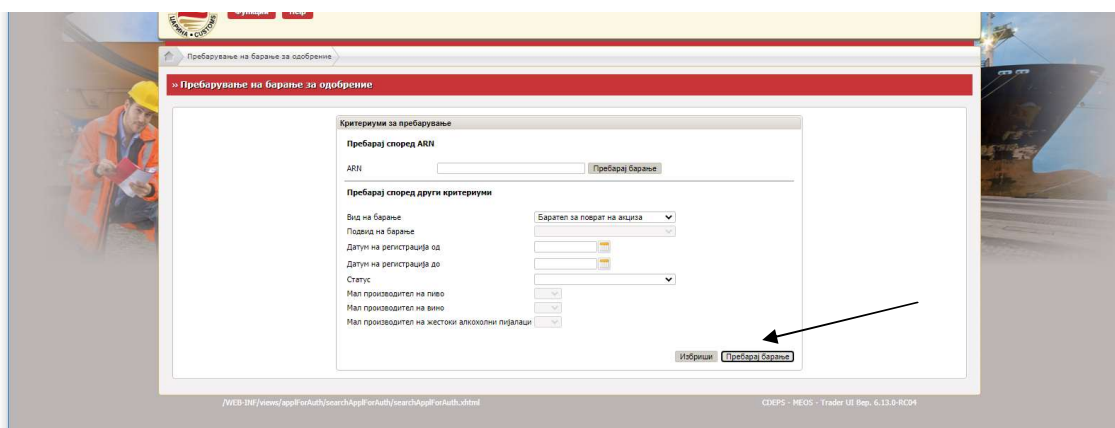 ЦАРИНА • CUSTOMS
Функции Help
Пребарување на барање за одобрение
» Пребарување на барање за одобрение
Критериуми за пребарување
Пребарај според ARN
ARN Пребарај барање
Пребарај според други критериуми
Вид на барање Барател за поврат на акциза
Подвид на барање
Датум на регистрација од
Датум на регистрација до
Статус
Мал производител на пиво
Мал производител на вино
Мал производител на жестоки алкохолни пијалаци
Избриши Пребарај барање
/WEB-INF/views/applForAuth/searchApplForAuth/searchApplForAuth.xhtml CDEPS - MEOS - Trader UI Вер. 6.13.0-RC04